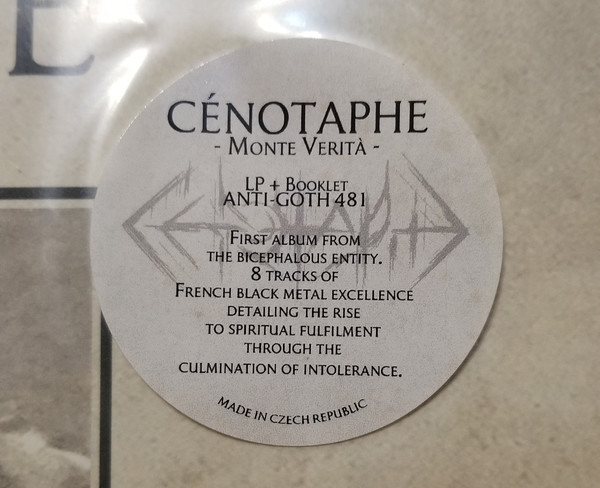 E
CÉNOTAPHE
- MONTE VERITÀ -
LP + BOOKLET
ANTI-GOTH 481
CÉNOTAPHE
FIRST ALBUM FROM
THE BICEPHALOUS ENTITY.
8 TRACKS OF
FRENCH BLACK METAL EXCELLENCE
DETAILING THE RISE
TO SPIRITUAL FULFILMENT
THROUGH THE
CULMINATION OF INTOLERANCE.
MADE IN CZECH REPUBLIC